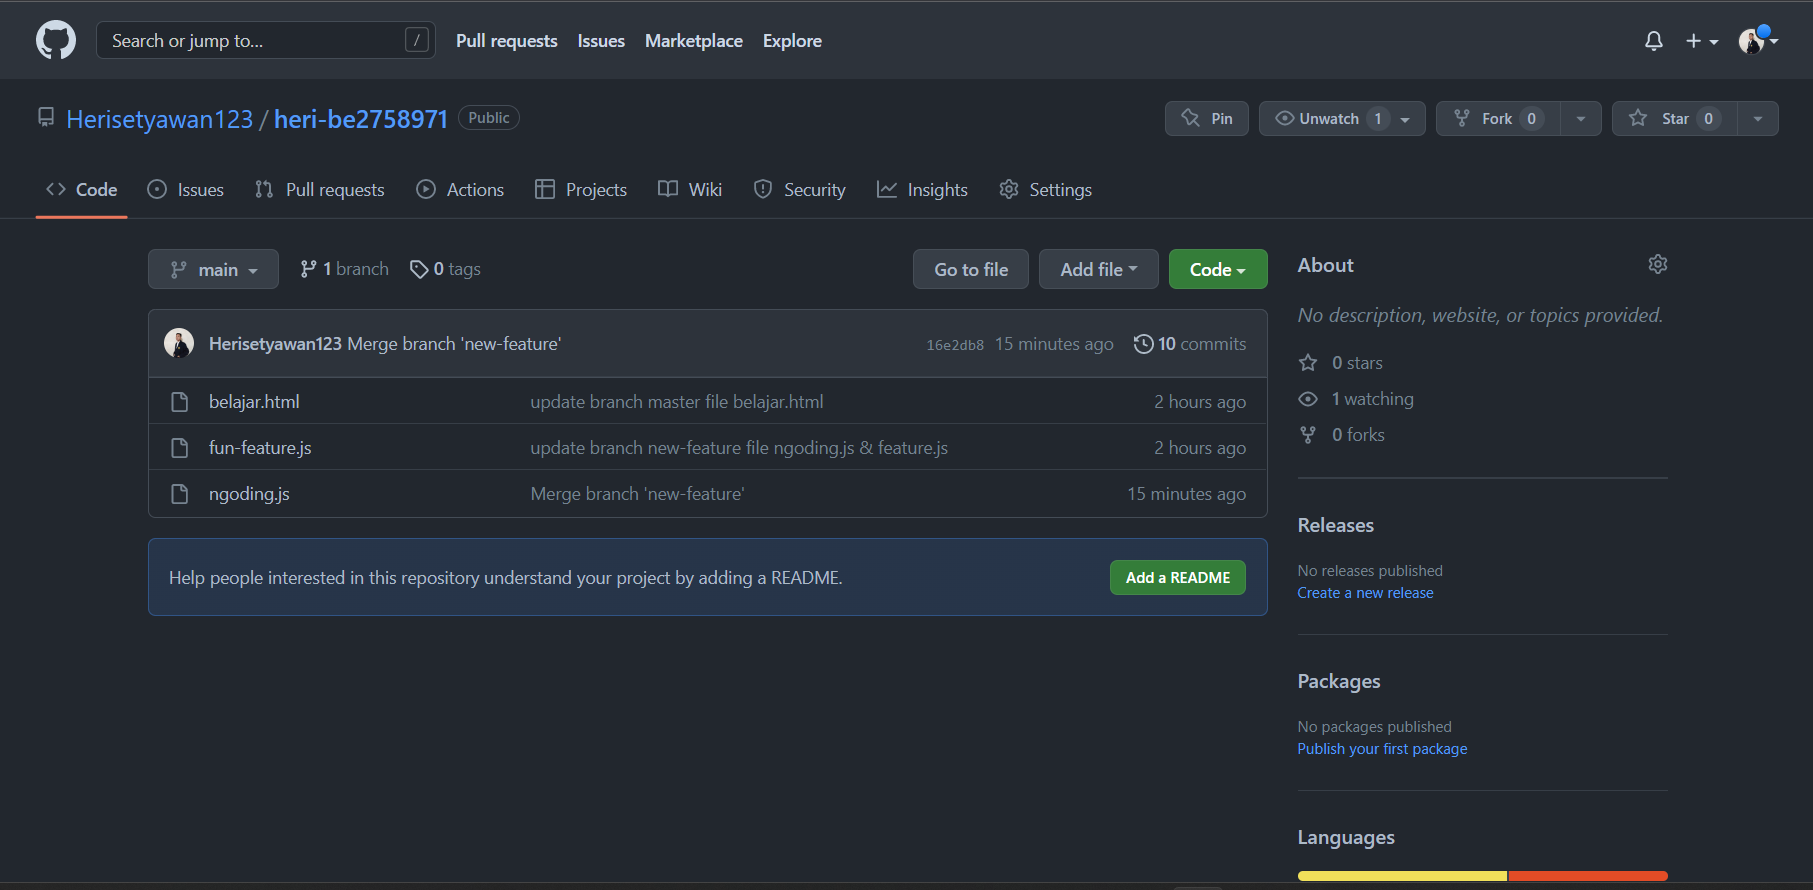 Search or jump to... /
Pull requests Issues Marketplace Explore
Herisetyawan123 / heri-be2758971 Public
Pin Unwatch 1 Fork 0 Star 0
Code Issues Pull requests Actions Projects Wiki Security Insights Settings
main 1 branch 0 tags
Go to file Add file Code
Herisetyawan123 Merge branch 'new-feature' 16e2db8 15 minutes ago 10 commits
belajar.html update branch master file belajar.html 2 hours ago
fun-feature.js update branch new-feature file ngoding.js & feature.js 2 hours ago
ngoding.js Merge branch 'new-feature' 15 minutes ago
Help people interested in this repository understand your project by adding a README. Add a README
About
No description, website, or topics provided.
0 stars
1 watching
0 forks
Releases
No releases published
Create a new release
Packages
No packages published
Publish your first package
Languages